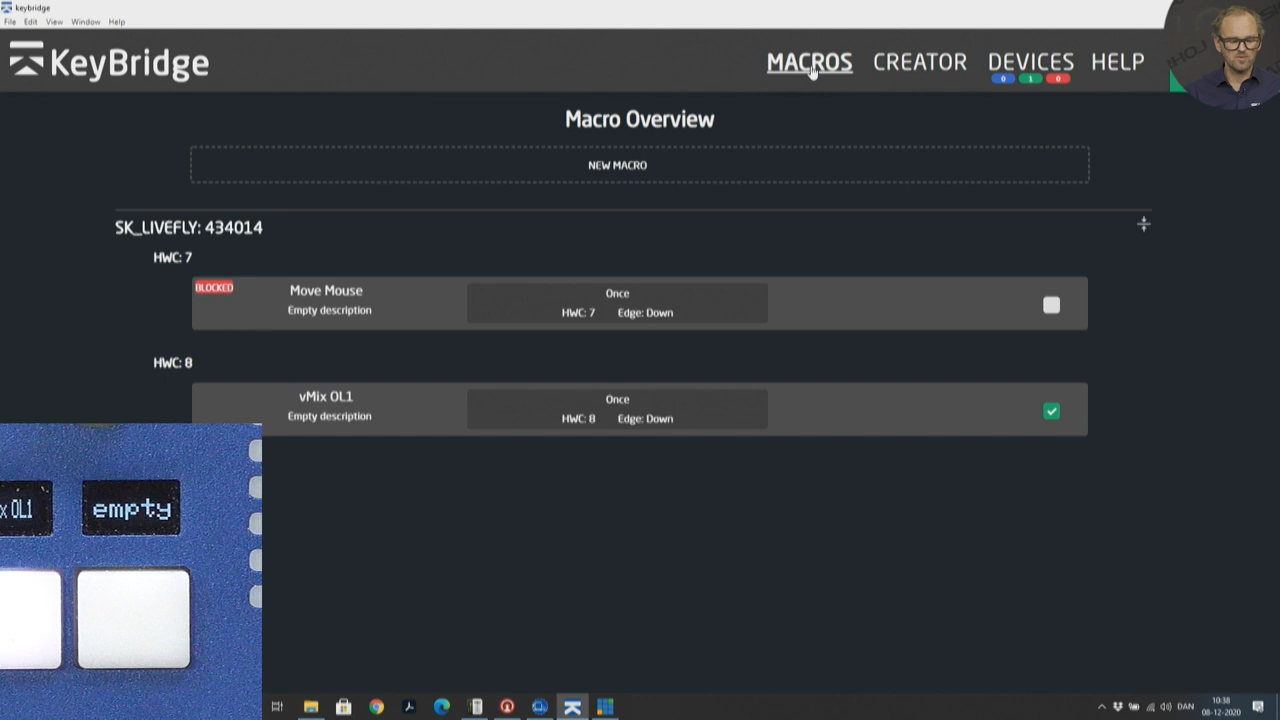 keybridge
File Edit View Window Help
KeyBridge
MACROS CREATOR DEVICES HELP
0 1 0
Macro Overview
NEW MACRO
SK_LIVEFLY: 434014
HWC: 7
BLOCKED
Move Mouse
Empty description
Once
HWC: 7 Edge: Down
HWC: 8
vMix OL1
Empty description
Once
HWC: 8 Edge: Down
x OL1
empty
DAN
10:38
08-12-2020